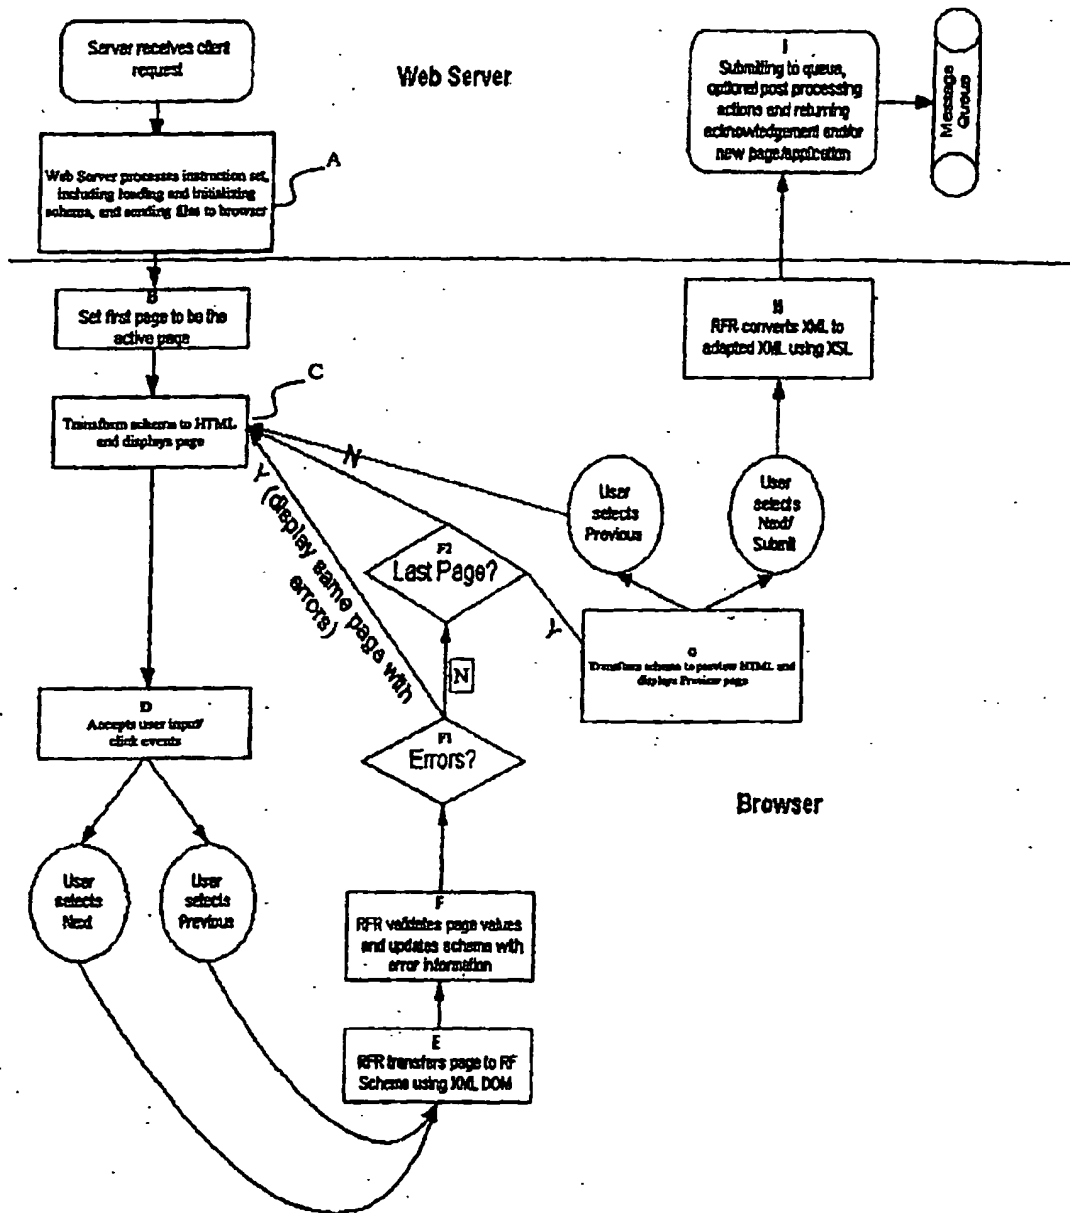 Server receives client
request
Web Server
A
Web Server processes instruction set,
including loading and initializing
schema, and sending files to browser
I
Submitting to queue,
optional post processing
actions and returning
acknowledgement and/or
new page/application
Message
Queue
B
Set first page to be the
active page
C
Transform schema to HTML
and displays page
H
RFR converts XML to
adapted XML using XSL
N
Y (display same page with
errors)
User
selects
Previous
User
selects
Next/
Submit
F2
Last Page?
Y
G
Transform schema to preview HTML and
displays Preview page
N
D
Accepts user input/
click events
F1
Errors?
Browser
User
selects
Next
User
selects
Previous
F
RFR validates page values
and updates schema with
error information
E
RFR transfers page to RF
Schema using XML DOM